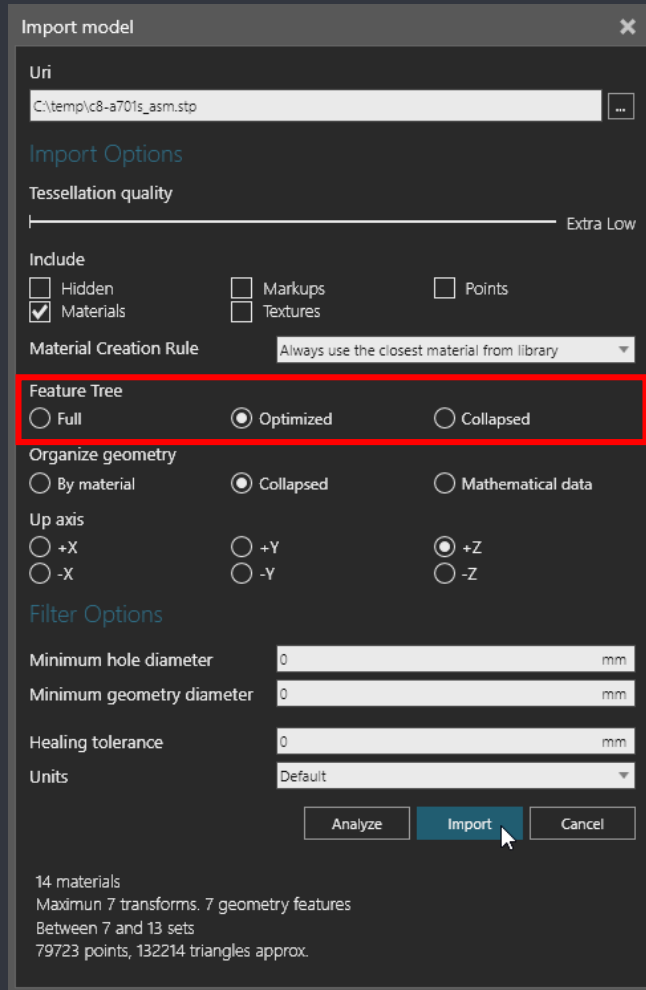 Import model
Uri
C:\temp\c8-a701s_asm.stp
...
Import Options
Tessellation quality
Extra Low
Include
Hidden Markups Points
Materials Textures
Material Creation Rule Always use the closest material from library
Feature Tree
Full Optimized Collapsed
Organize geometry
By material Collapsed Mathematical data
Up axis
+X +Y +Z
-X -Y -Z
Filter Options
Minimum hole diameter 0 mm
Minimum geometry diameter 0 mm
Healing tolerance 0 mm
Units Default
Analyze Import Cancel
14 materials
Maximun 7 transforms. 7 geometry features
Between 7 and 13 sets
79723 points, 132214 triangles approx.